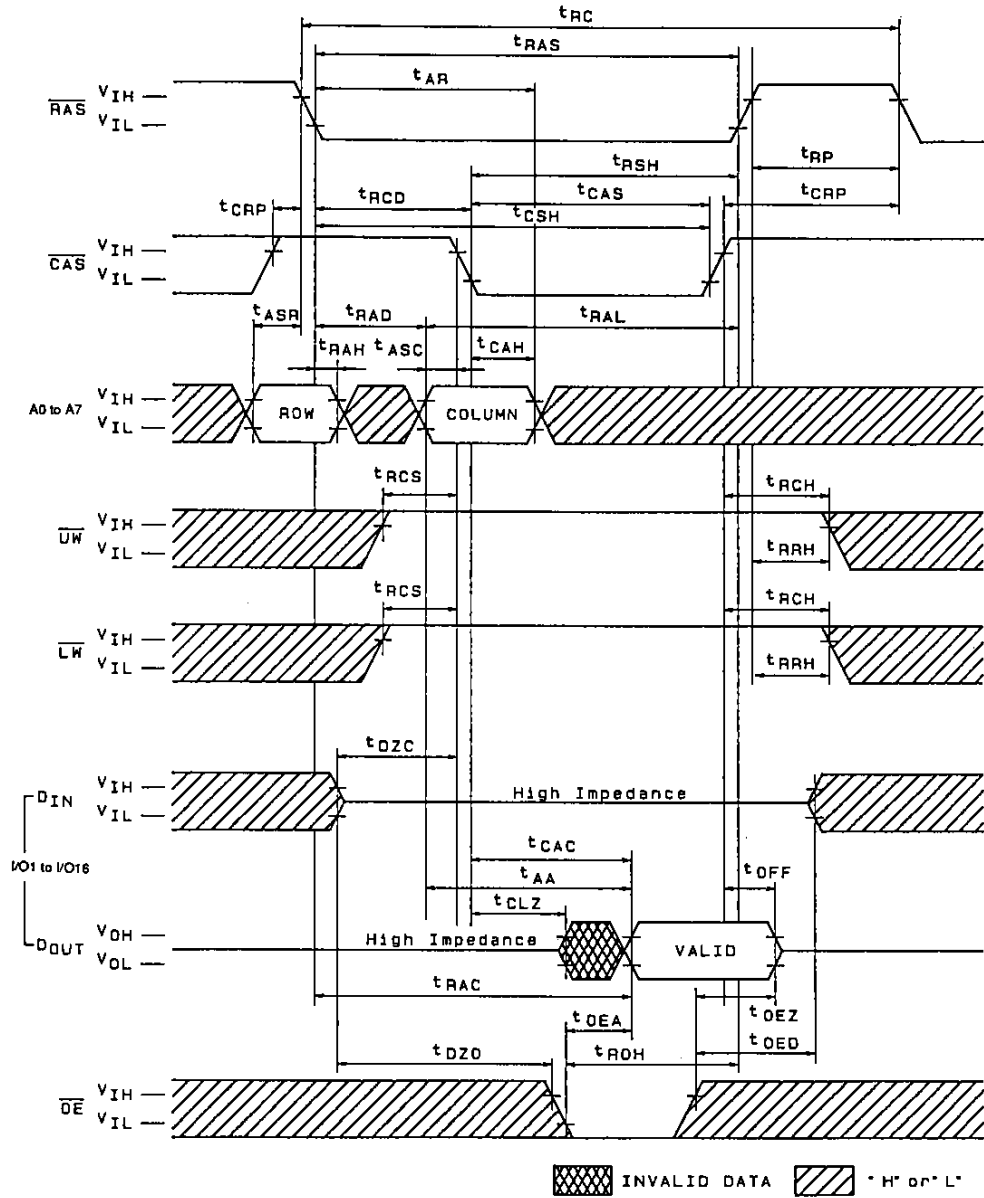 tRC
tRAS
tAR
RAS VIH VIL
tRSH
tRP
tCRP
tRCD
tCAS
tCRP
tCSH
CAS VIH VIL
tASR
tRAD
tRAL
tRAH
tASC
tCAH
A0 to A7 VIH VIL
ROW
COLUMN
tRCS
tRCH
UW VIH VIL
tRRH
tRCS
tRCH
LW VIH VIL
tRRH
tDZC
DIN VIH VIL
High Impedance
I/O1 to I/O16
tCAC
tAA
tOFF
tCLZ
DOUT VOH VOL
High Impedance
VALID
tRAC
tOEZ
tOEA
tOED
tDZO
tROH
OE VIH VIL
INVALID DATA
"H" or "L"